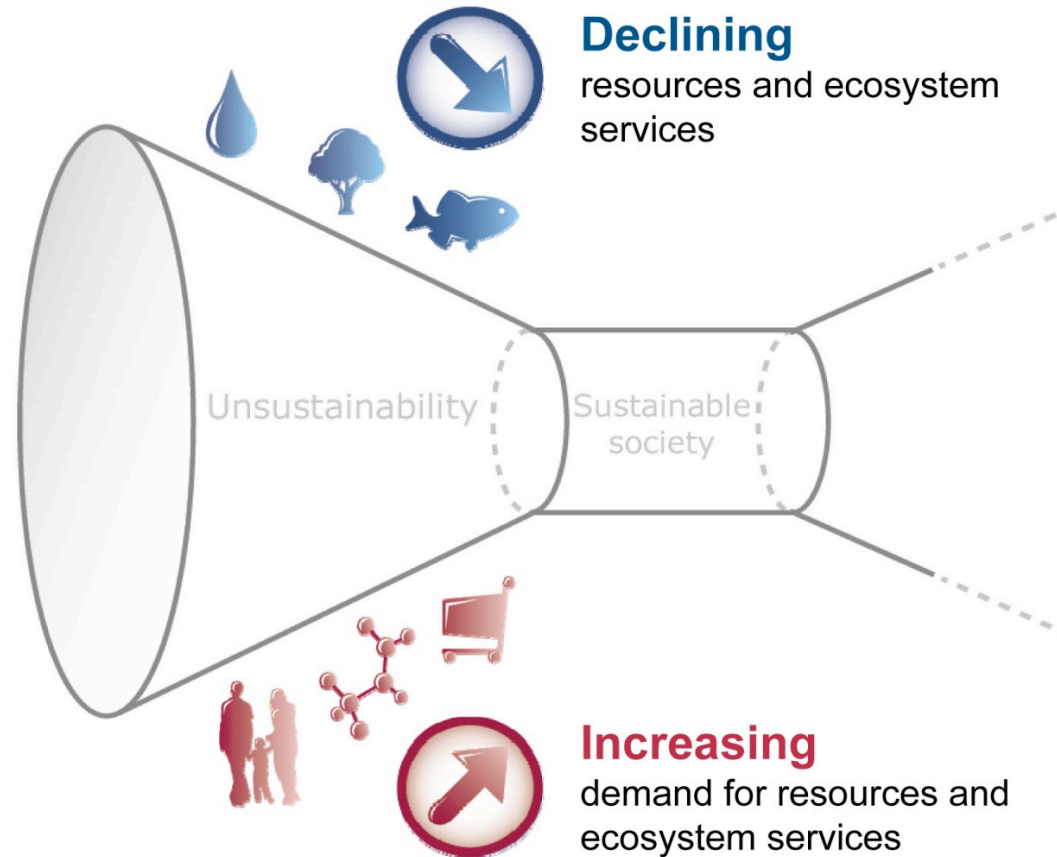 Declining
resources and ecosystem
services
Unsustainability
Sustainable
society
Increasing
demand for resources and
ecosystem services